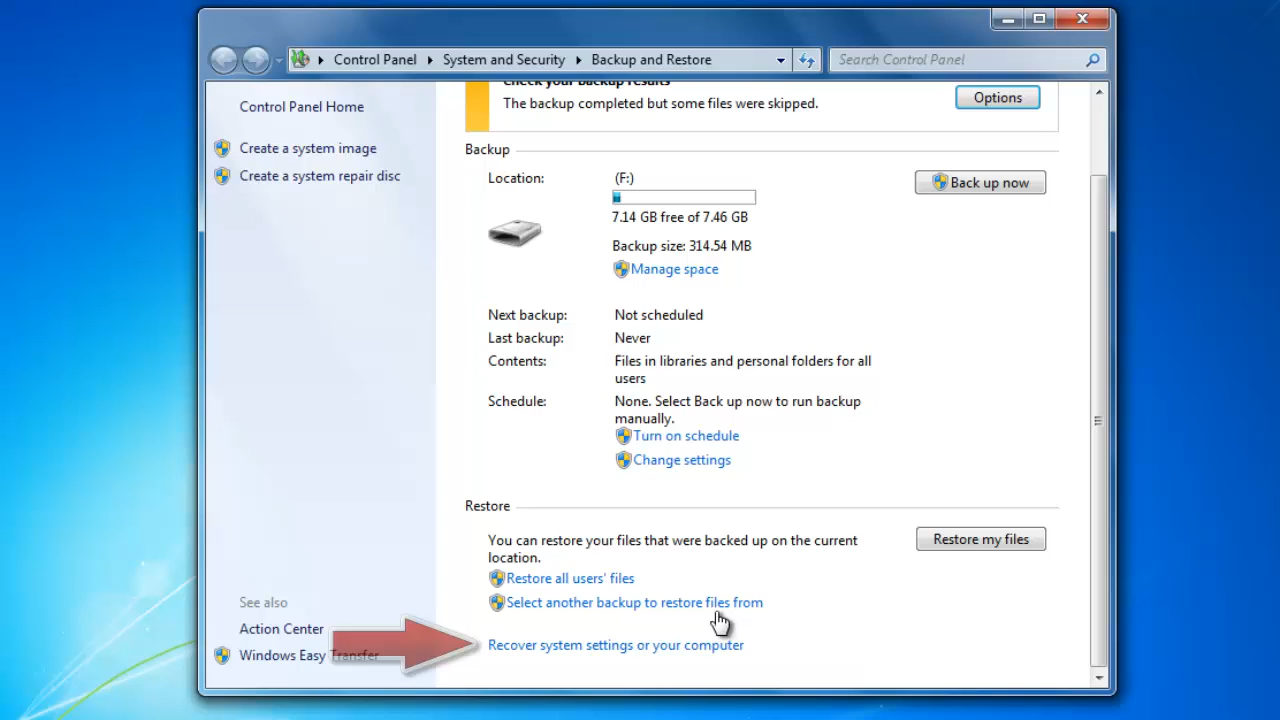 Control Panel
System and Security
Backup and Restore
Search Control Panel
Control Panel Home
Create a system image
Create a system repair disc
Check your backup results
The backup completed but some files were skipped.
Options
Backup
Location:
(F:)
7.14 GB free of 7.46 GB
Backup size: 314.54 MB
Manage space
Back up now
Next backup: Not scheduled
Last backup: Never
Contents: Files in libraries and personal folders for all
users
Schedule: None. Select Back up now to run backup
manually.
Turn on schedule
Change settings
Restore
You can restore your files that were backed up on the current
location.
Restore my files
Restore all users' files
Select another backup to restore files from
Recover system settings or your computer
See also
Action Center
Windows Easy Transfer